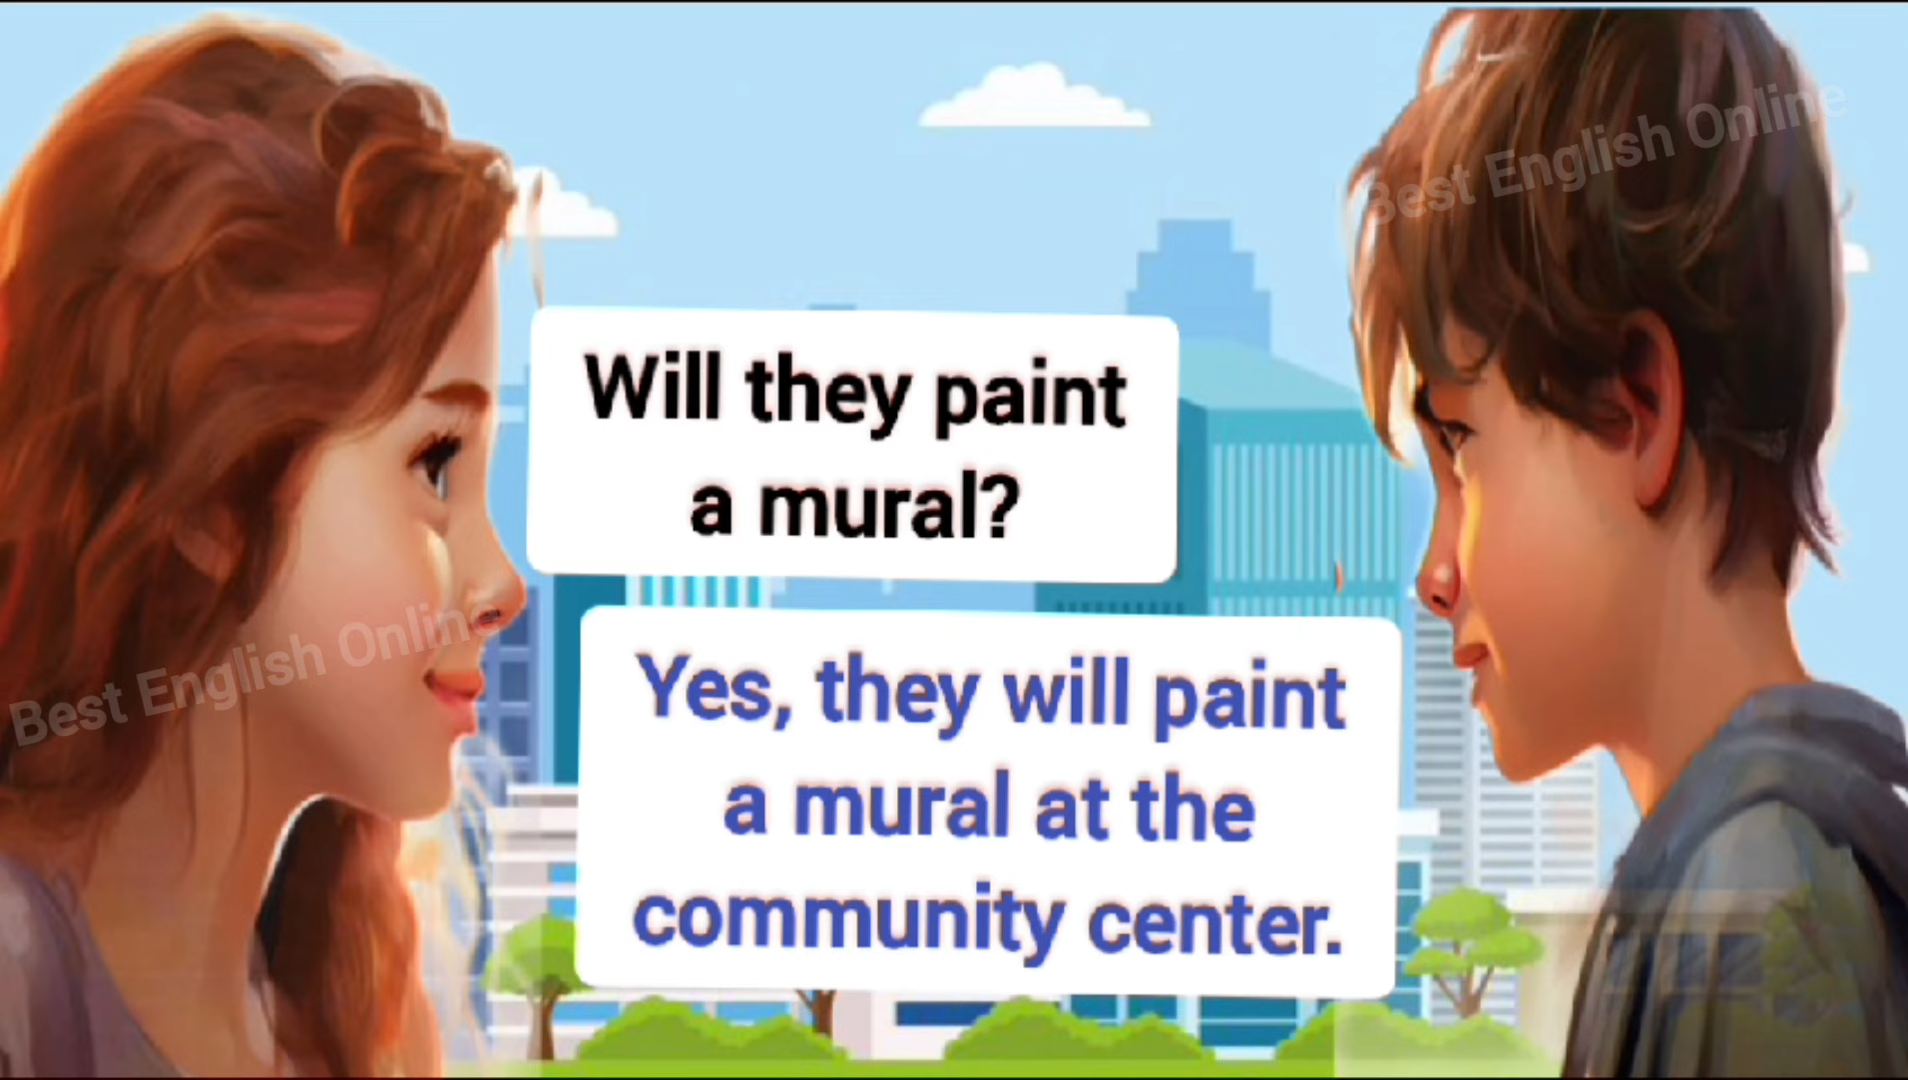 Best English Online
Will they paint
a mural?
Best English Online
Yes, they will paint
a mural at the
community center.